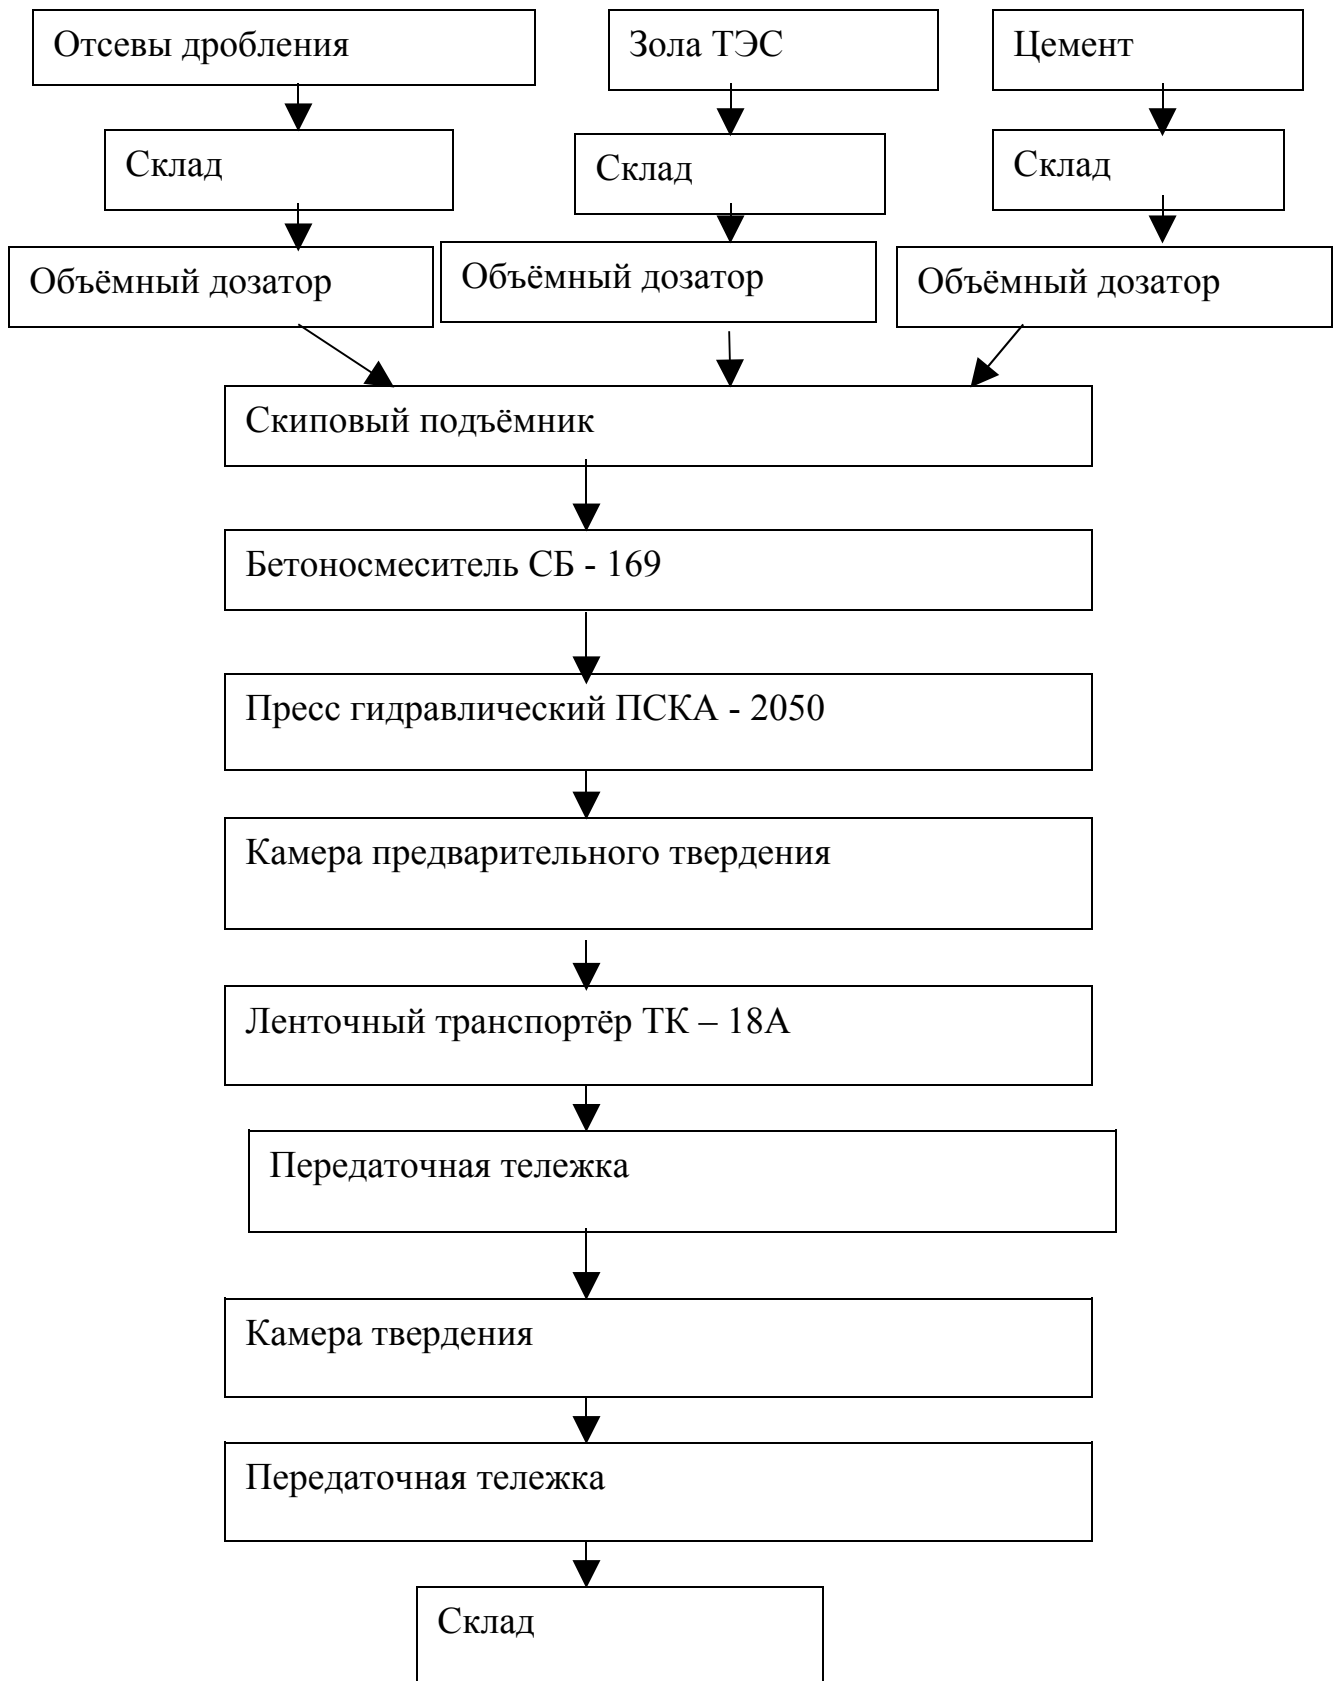 Отсевы дробления
Зола ТЭС
Цемент
Склад
Склад
Склад
Объёмный дозатор
Объёмный дозатор
Объёмный дозатор
Скиповый подъёмник
Бетоносмеситель СБ - 169
Пресс гидравлический ПСКА - 2050
Камера предварительного твердения
Ленточный транспортёр ТК – 18А
Передаточная тележка
Камера твердения
Передаточная тележка
Склад